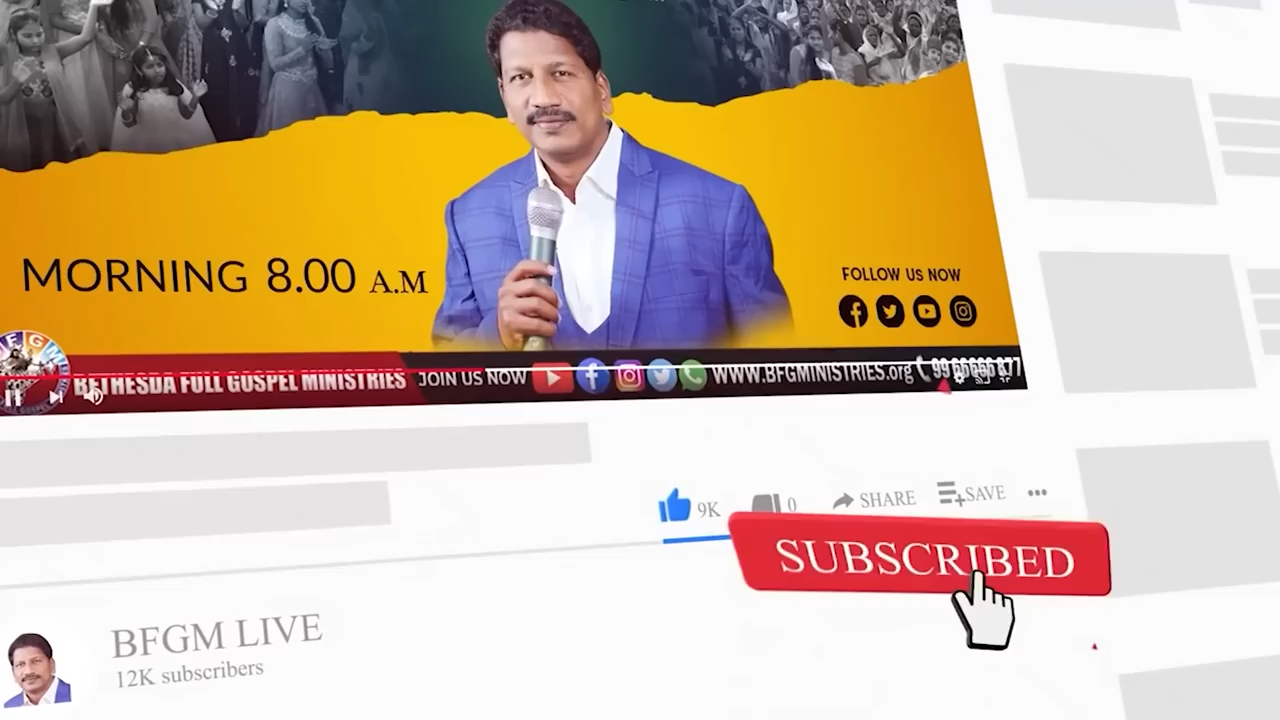 MORNING 8.00 A.M
FOLLOW US NOW
BFGM
BETHESDA FULL GOSPEL MINISTRIES JOIN US NOW WWW.BFGMINISTRIES.org
9K 0 SHARE SAVE
SUBSCRIBED
BFGM LIVE
12K subscribers